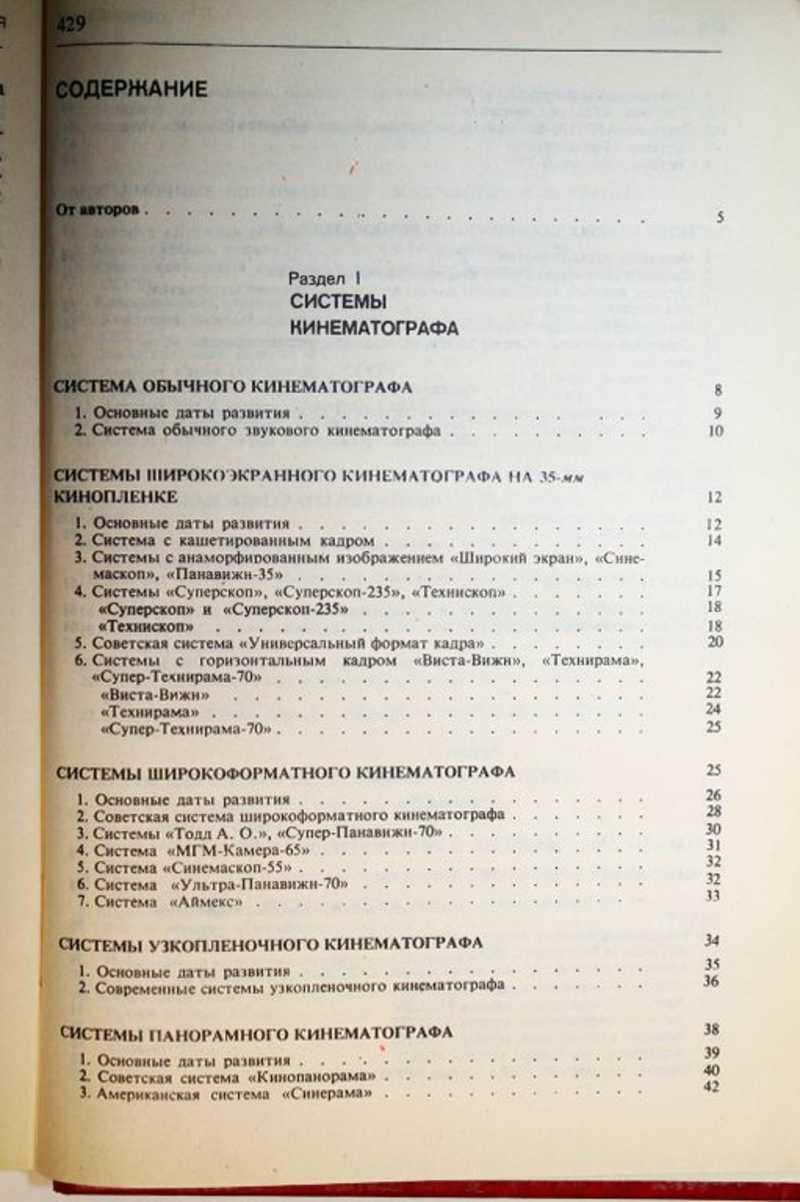 429
СОДЕРЖАНИЕ
От авторов . . . . . . . . . . . . . . . . . . 5
Раздел I
СИСТЕМЫ
КИНЕМАТОГРАФА
СИСТЕМА ОБЫЧНОГО КИНЕМАТОГРАФА 8
1. Основные даты развития . . . . . . . . . . . . . 9
2. Система обычного звукового кинематографа . . . . . . . . 10
СИСТЕМЫ ШИРОКОЭКРАННОГО КИНЕМАТОГРАФА НА 35-мм
КИНОПЛЕНКЕ 12
1. Основные даты развития . . . . . . . . . . . . . 12
2. Система с кашетированным кадром . . . . . . . . . . 14
3. Системы с анаморфированным изображением «Широкий экран», «Сине-
маскоп», «Панавижн-35» . . . . . . . . . . . . . 15
4. Системы «Суперскоп», «Суперскоп-235», «Технископ» . . . . . 17
«Суперскоп» и «Суперскоп-235» . . . . . . . . . . . 18
«Технископ» . . . . . . . . . . . . . . . . 18
5. Советская система «Универсальный формат кадра» . . . . . . 20
6. Системы с горизонтальным кадром «Виста-Вижн», «Технирама»,
«Супер-Технирама-70» . . . . . . . . . . . . . . 22
«Виста-Вижн» . . . . . . . . . . . . . . . 22
«Технирама» . . . . . . . . . . . . . . . . 24
«Супер-Технирама-70» . . . . . . . . . . . . . . 25
СИСТЕМЫ ШИРОКОФОРМАТНОГО КИНЕМАТОГРАФА 25
1. Основные даты развития . . . . . . . . . . . . . 26
2. Советская система широкоформатного кинематографа . . . . . 28
3. Системы «Тодд А. О.», «Супер-Панавижн-70» . . . . . . . . 30
4. Система «МГМ-Камера-65» . . . . . . . . . . . . 31
5. Система «Синемаскоп-55» . . . . . . . . . . . . . 32
6. Система «Ультра-Панавижн-70» . . . . . . . . . . . 32
7. Система «Аймекс» . . . . . . . . . . . . . . 33
СИСТЕМЫ УЗКОПЛЕНОЧНОГО КИНЕМАТОГРАФА 34
1. Основные даты развития . . . . . . . . . . . . . 35
2. Современные системы узкопленочного кинематографа . . . . . 36
СИСТЕМЫ ПАНОРАМНОГО КИНЕМАТОГРАФА 38
1. Основные даты развития . . . . . . . . . . . . . 39
2. Советская система «Кинопанорама» . . . . . . . . . . 40
3. Американская система «Синерама» . . . . . . . . . . 42